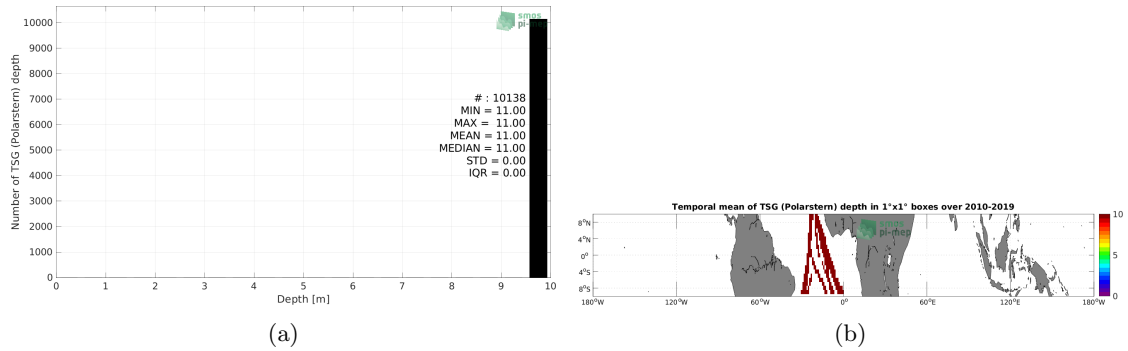 smos
pi-mep
10000
9000
8000
7000
6000
5000
4000
3000
2000
1000
0
Number of TSG (Polarstern) depth
# : 10138
MIN = 11.00
MAX = 11.00
MEAN = 11.00
MEDIAN = 11.00
STD = 0.00
IQR = 0.00
0 1 2 3 4 5 6 7 8 9 10
Depth [m]
(a)
Temporal mean of TSG (Polarstern) depth in 1°x1° boxes over 2010-2019
smos
pi-mep
8°N
4°N
0°
4°S
8°S
180°W 120°W 60°W 0° 60°E 120°E 180°W
10
5
0
(b)